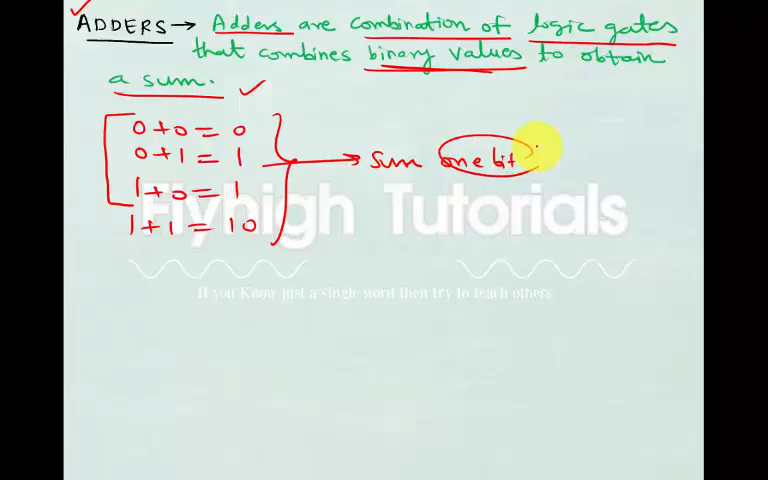 ADDERS → Adders are combination of logic gates
that combines binary values to obtain
a sum.
0+0 = 0
0+1 = 1
1+0 = 1
1+1 = 10
→ Sum one bit
Flyhigh Tutorials
If you Know just a single word then try to teach others